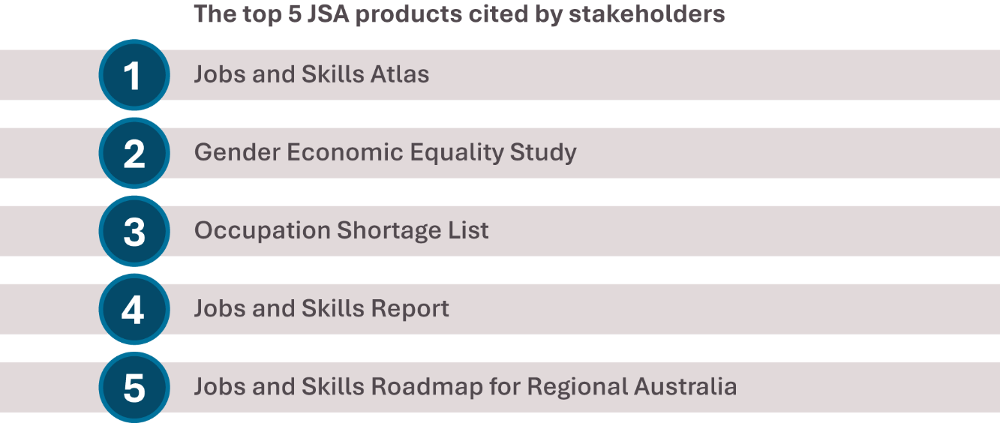 The top 5 JSA products cited by stakeholders
1 Jobs and Skills Atlas
2 Gender Economic Equality Study
3 Occupation Shortage List
4 Jobs and Skills Report
5 Jobs and Skills Roadmap for Regional Australia